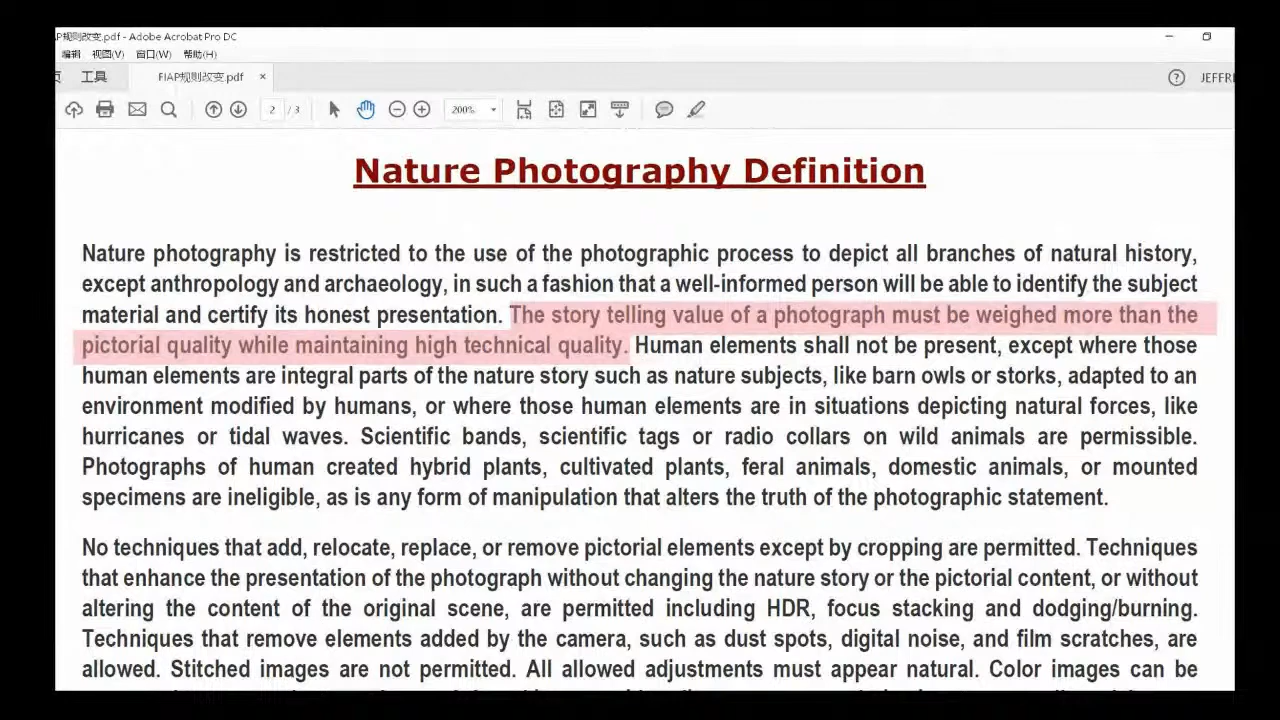 P规则改变.pdf - Adobe Acrobat Pro DC
编辑 视图(V) 窗口(W) 帮助(H)
页 工具 FIAP规则改变.pdf × ? JEFFRE
2 / 3 200%
Nature Photography Definition
Nature photography is restricted to the use of the photographic process to depict all branches of natural history,
except anthropology and archaeology, in such a fashion that a well-informed person will be able to identify the subject
material and certify its honest presentation. The story telling value of a photograph must be weighed more than the
pictorial quality while maintaining high technical quality. Human elements shall not be present, except where those
human elements are integral parts of the nature story such as nature subjects, like barn owls or storks, adapted to an
environment modified by humans, or where those human elements are in situations depicting natural forces, like
hurricanes or tidal waves. Scientific bands, scientific tags or radio collars on wild animals are permissible.
Photographs of human created hybrid plants, cultivated plants, feral animals, domestic animals, or mounted
specimens are ineligible, as is any form of manipulation that alters the truth of the photographic statement.
No techniques that add, relocate, replace, or remove pictorial elements except by cropping are permitted. Techniques
that enhance the presentation of the photograph without changing the nature story or the pictorial content, or without
altering the content of the original scene, are permitted including HDR, focus stacking and dodging/burning.
Techniques that remove elements added by the camera, such as dust spots, digital noise, and film scratches, are
allowed. Stitched images are not permitted. All allowed adjustments must appear natural. Color images can be